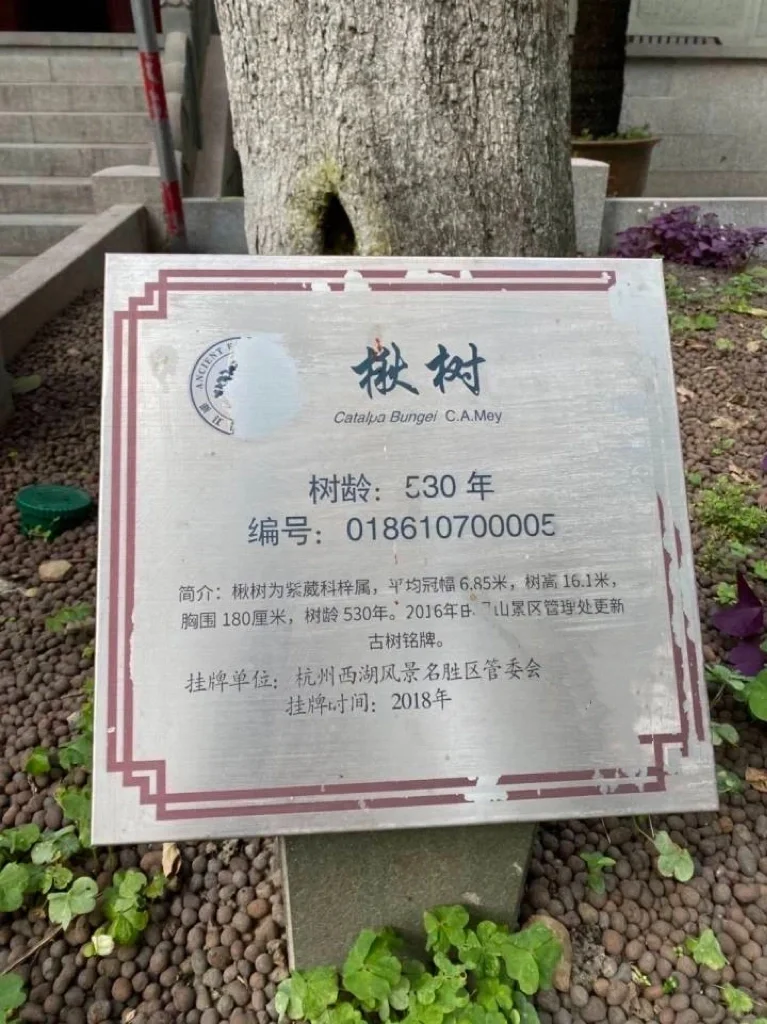 ANCIENT
楸树
Catalpa Bungei C.A.Mey
树龄：530 年
编号：018610700005
简介：楸树为紫葳科梓属，平均冠幅 6.85米，树高 16.1米，
胸围 180厘米，树龄 530年。2016年由山景区管理处更新
古树铭牌。
挂牌单位：杭州西湖风景名胜区管委会
挂牌时间：2018年